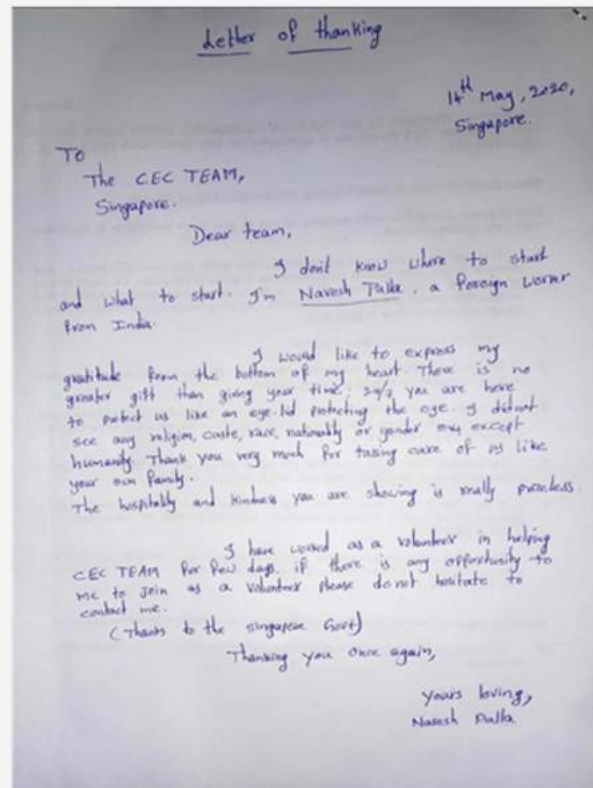 Letter of thanking
14th May, 2020,
Singapore.
TO
The CEC TEAM,
Singapore.
Dear team,
I don't know where to start
and what to start. I'm Naresh Pulla, a foreign worker
from India.
I would like to express my
gratitude from the bottom of my heart. There is no
greater gift than giving your time; 24/7 you are here
to protect us like an eye-lid protecting the eye. I did not
see any religion, caste, race, nationality or gender except
humanity. Thank you very much for taking care of us like
your own family.
The hospitality and kindness you are showing is really priceless.
I have worked as a volunteer in helping
CEC TEAM for few days. if there is any opportunity to
me to join as a volunteer please do not hesitate to
contact me.
(Thanks to the Singapore Govt)
Thanking you once again,
yours loving,
Naresh Pulla